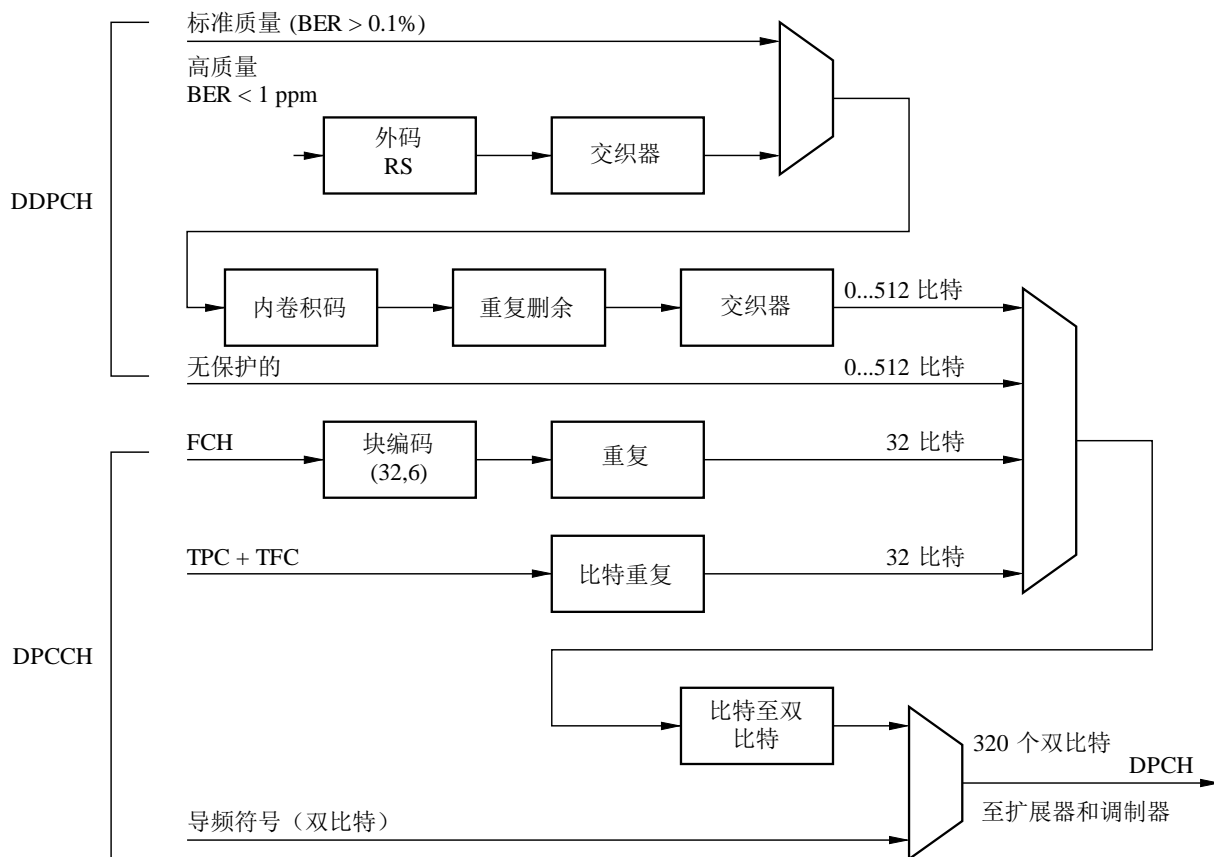 标准质量 (BER > 0.1%)
高质量
BER < 1 ppm
外码
RS
交织器
DDPCH
内卷积码
重复删余
交织器
0...512 比特
无保护的
0...512 比特
FCH
块编码
(32,6)
重复
32 比特
TPC + TFC
比特重复
32 比特
DPCCH
比特至双
比特
320 个双比特
DPCH
导频符号（双比特）
至扩展器和调制器